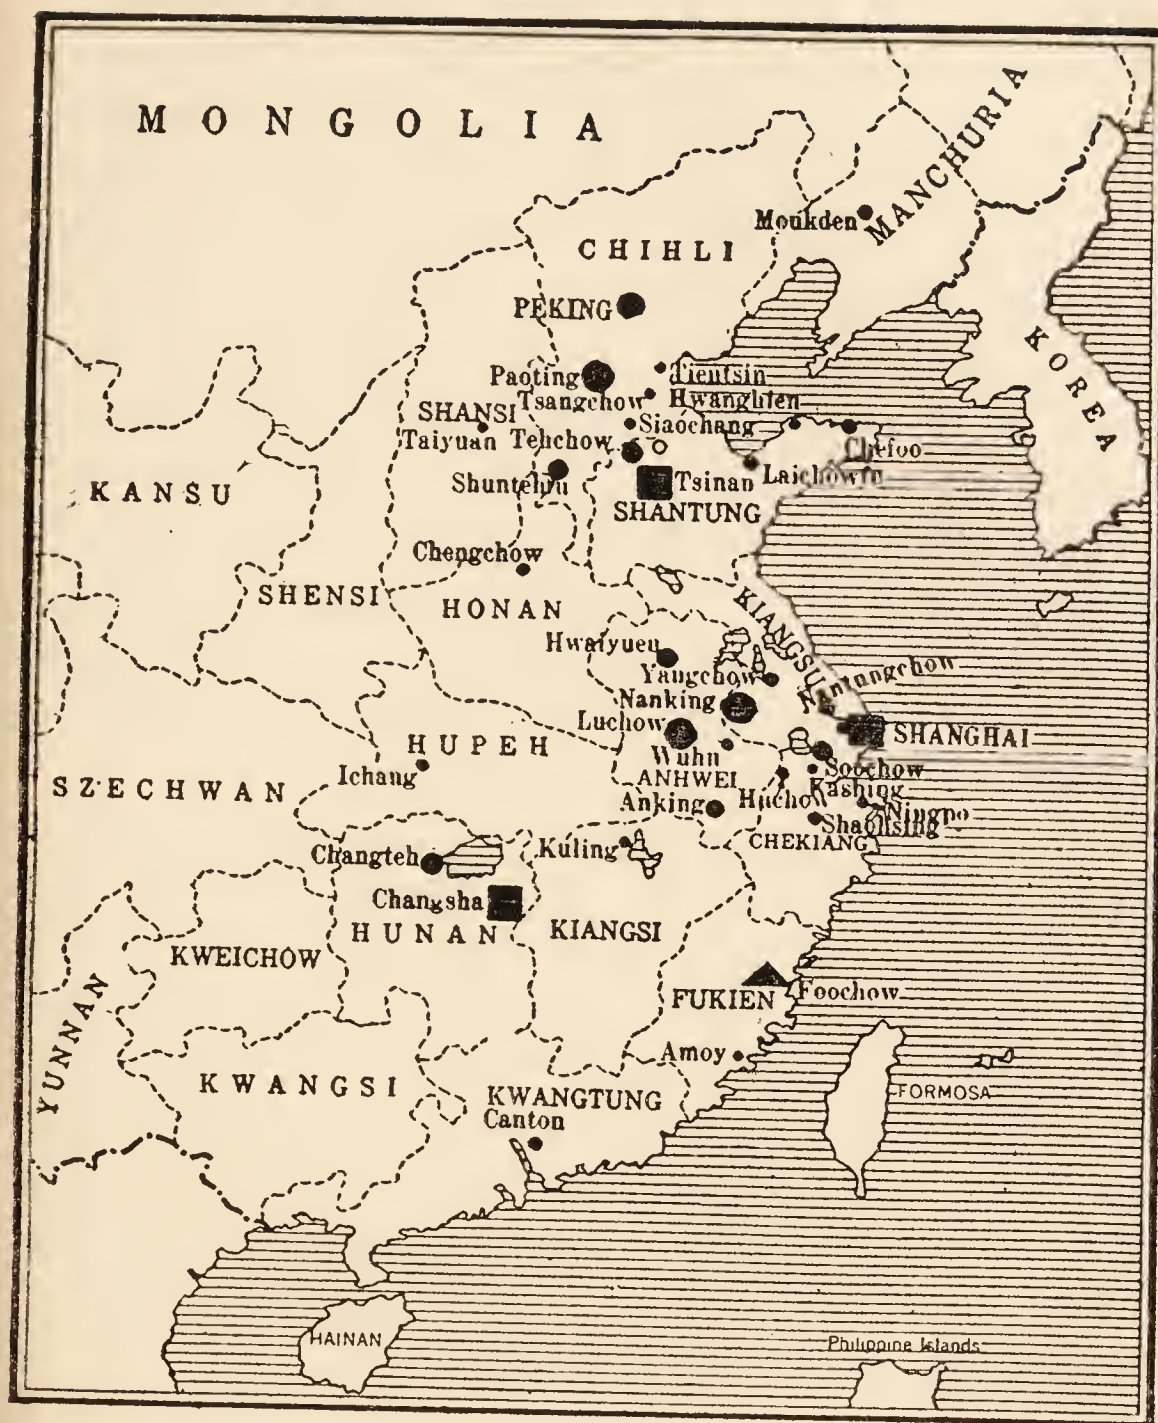 MONGOLIA
MANCHURIA
Moukden
CHIHLI
PEKING
KOREA
Paoting
Tientsin
Tsangchow
Hwanghien
SHANSI
Siaochang
Taiyuan
Tehchow
Chefoo
Shuntehfu
Tsinan
Laichowfu
KANSU
SHANTUNG
Chengchow
SHENSI
HONAN
KIANGSU
Hwaiyuen
Yangchow
Nantungchow
Nanking
Luchow
SHANGHAI
HUPEH
Wuhu
Ichang
Soochow
ANHWEI
Kashing
SZECHWAN
Anking
Huchow
Ningpo
Shaohsing
CHEKIANG
Changteh
Kuling
Changsha
HUNAN
KIANGSI
KWEICHOW
FUKIEN
Foochow
YUNNAN
Amoy
KWANGSI
KWANGTUNG
FORMOSA
Canton
HAINAN
Philippine Islands